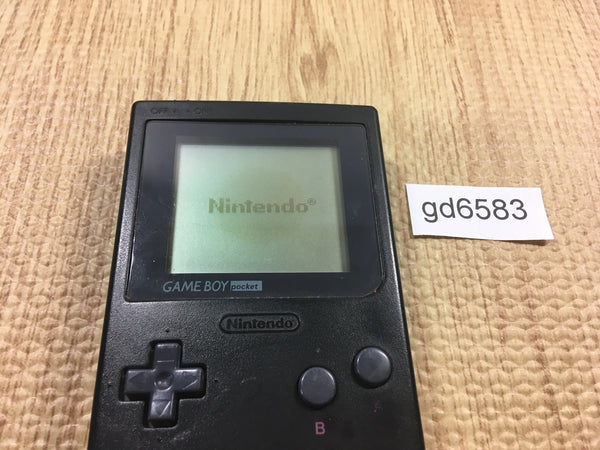 OFF ON
Nintendo®
GAME BOY pocket
Nintendo
B
gd6583